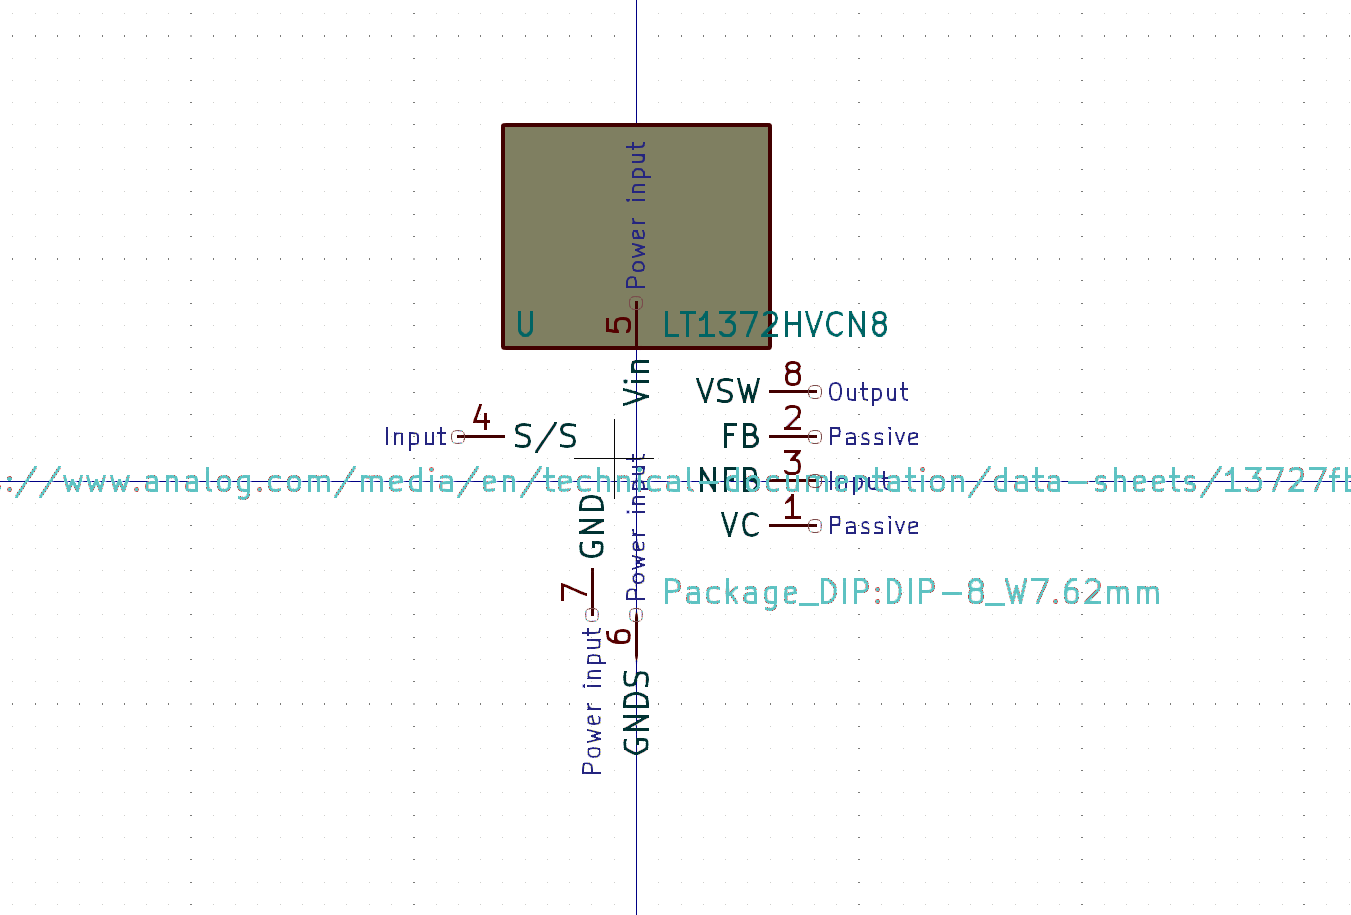 Power input
5
U
LT1372HVCN8
Vin
VSW
8
Output
4
Input
S/S
FB
2
Passive
://www.analog.com/media/en/technical-documentation/data-sheets/13727fb
NFB
3
Input
GND
Power input
VC
1
Passive
7
Package_DIP:DIP-8_W7.62mm
6
Power input
GNDS